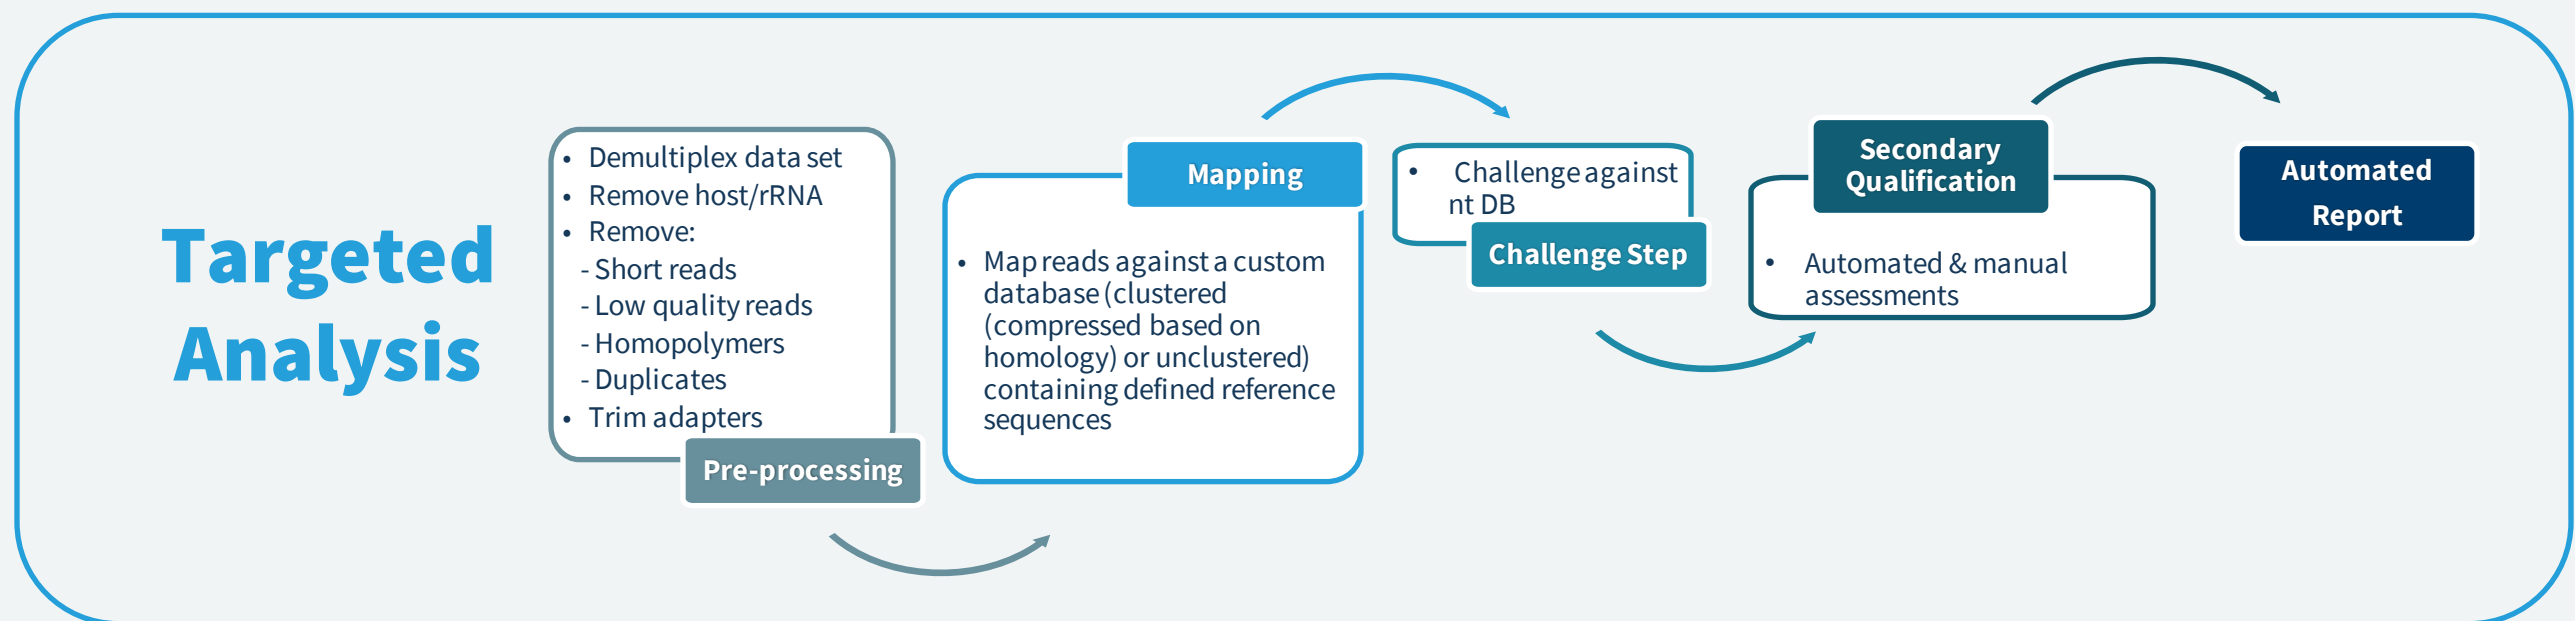 Targeted
Analysis
• Demultiplex data set
• Remove host/rRNA
• Remove:
- Short reads
- Low quality reads
- Homopolymers
- Duplicates
• Trim adapters
Pre-processing
Mapping
• Map reads against a custom
database (clustered
(compressed based on
homology) or unclustered)
containing defined reference
sequences
• Challenge against
nt DB
Challenge Step
Secondary
Qualification
• Automated & manual
assessments
Automated
Report